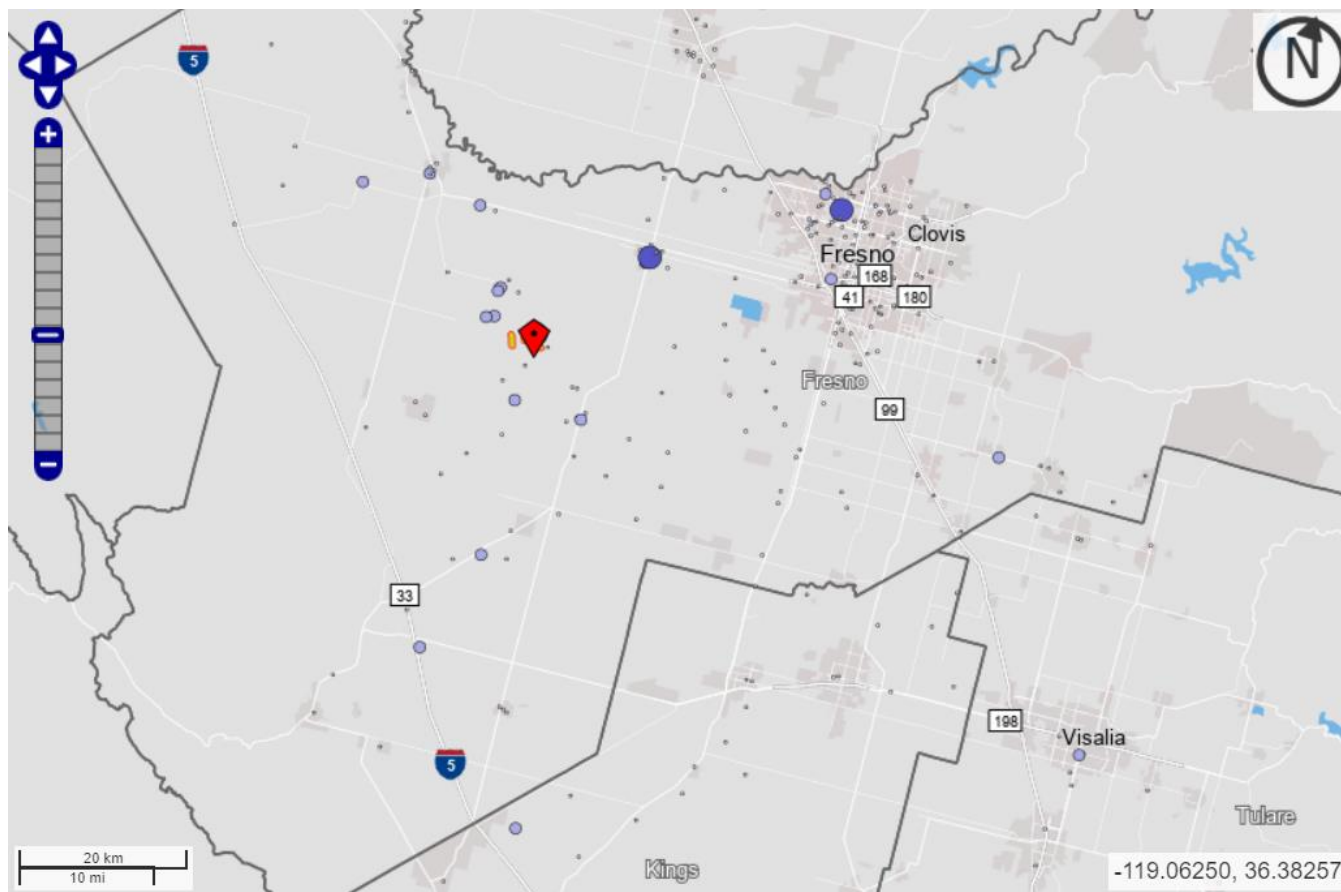 5
N
Clovis
Fresno
168
41
180
Fresno
99
33
198
Visalia
5
Tulare
20 km
10 mi
Kings
-119.06250, 36.38257